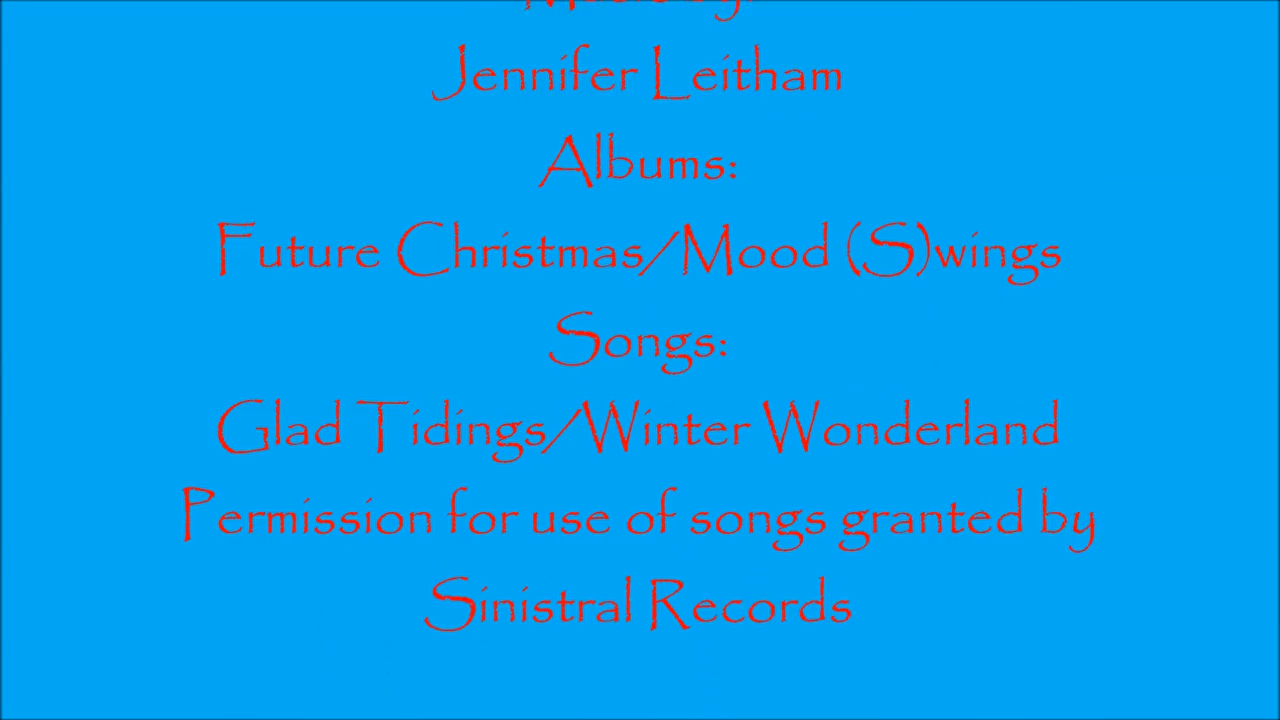 Jennifer Leitham
Albums:
Future Christmas/Mood (S)wings
Songs:
Glad Tidings/Winter Wonderland
Permission for use of songs granted by
Sinistral Records